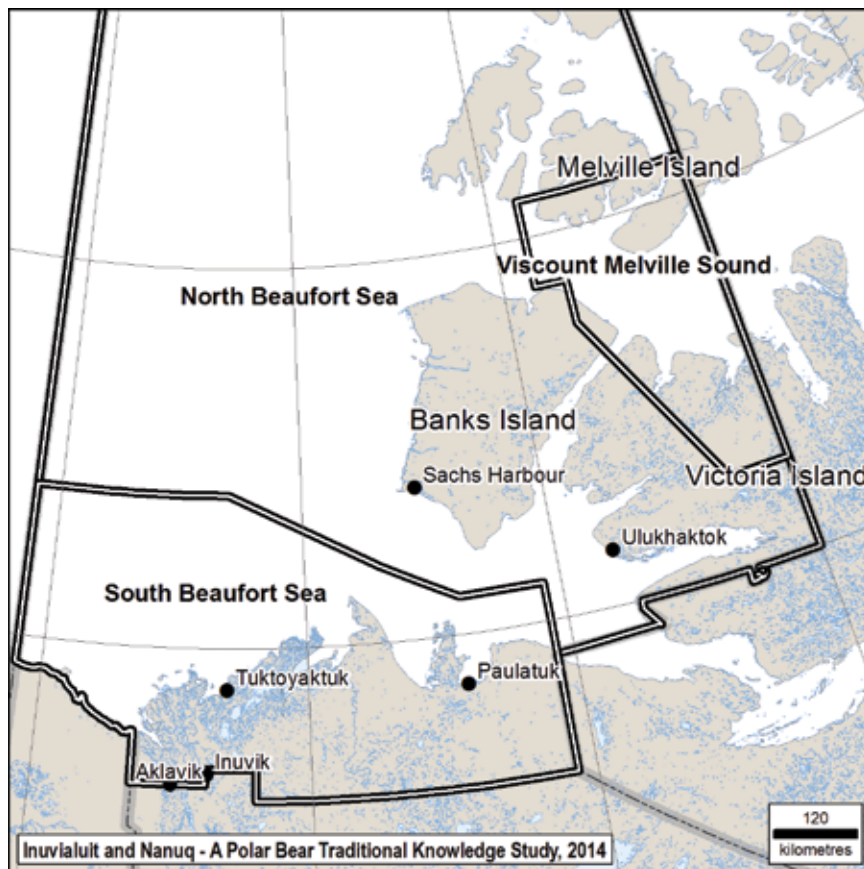 Melville Island
Viscount Melville Sound
North Beaufort Sea
Banks Island
Sachs Harbour
Victoria Island
Ulukhaktok
South Beaufort Sea
Paulatuk
Tuktoyaktuk
Inuvik
Aklavik
120
kilometres
Inuvialuit and Nanuq - A Polar Bear Traditional Knowledge Study, 2014